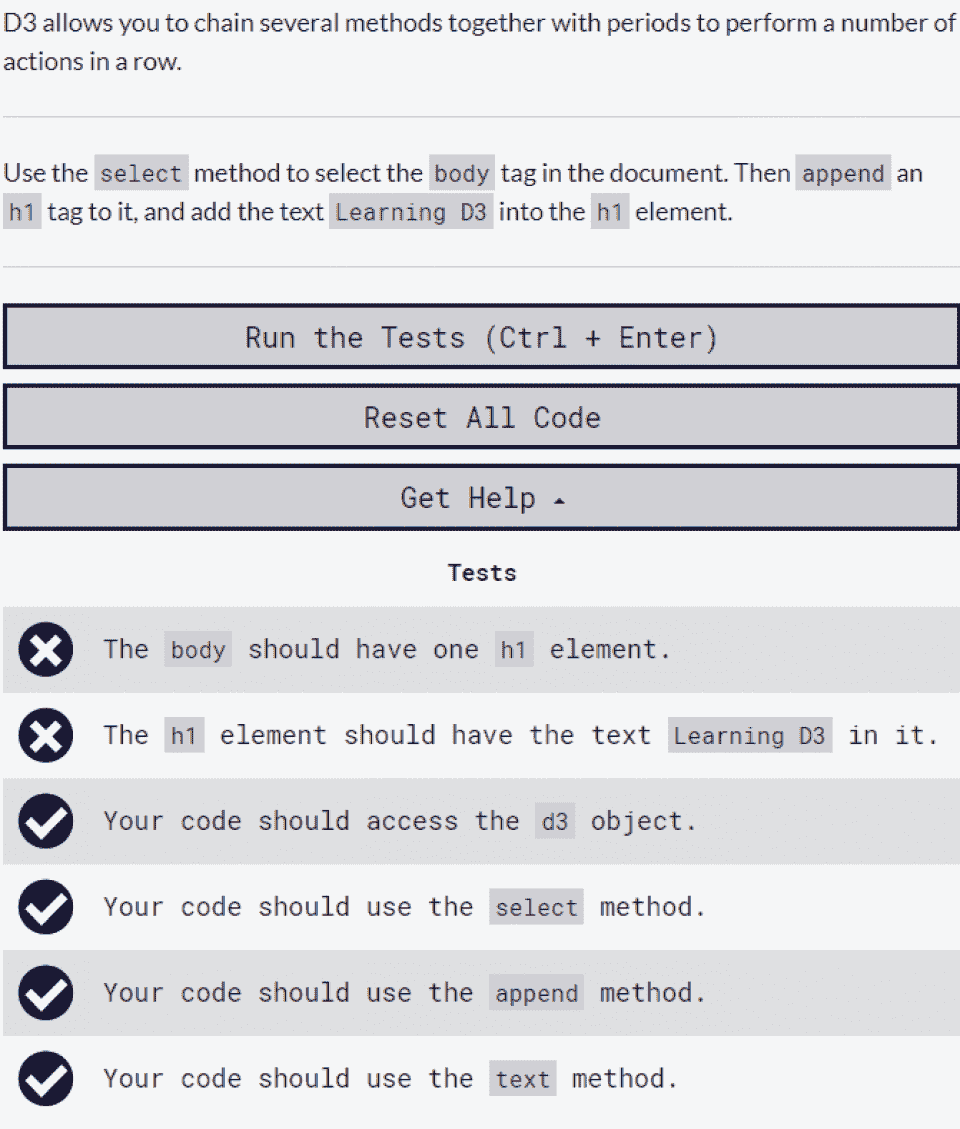 D3 allows you to chain several methods together with periods to perform a number of
actions in a row.
Use the select method to select the body tag in the document. Then append an
h1 tag to it, and add the text Learning D3 into the h1 element.
Run the Tests (Ctrl + Enter)
Reset All Code
Get Help
Tests
The body should have one h1 element.
The h1 element should have the text Learning D3 in it.
Your code should access the d3 object.
Your code should use the select method.
Your code should use the append method.
Your code should use the text method.